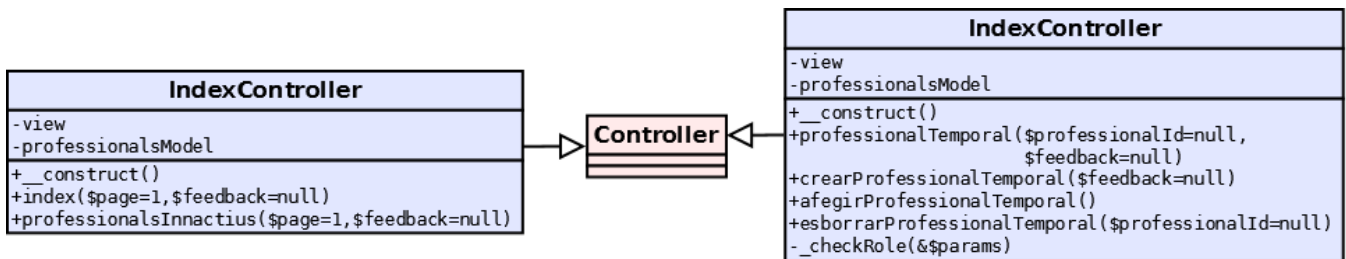 IndexController
-view
-professionalsModel
+__construct()
+index($page=1,$feedback=null)
+professionalsInnactius($page=1,$feedback=null)
Controller
IndexController
-view
-professionalsModel
+__construct()
+professionalTemporal($professionalId=null,
$feedback=null)
+crearProfessionalTemporal($feedback=null)
+afegirProfessionalTemporal()
+esborrarProfessionalTemporal($professionalId=null)
-_checkRole(&$params)